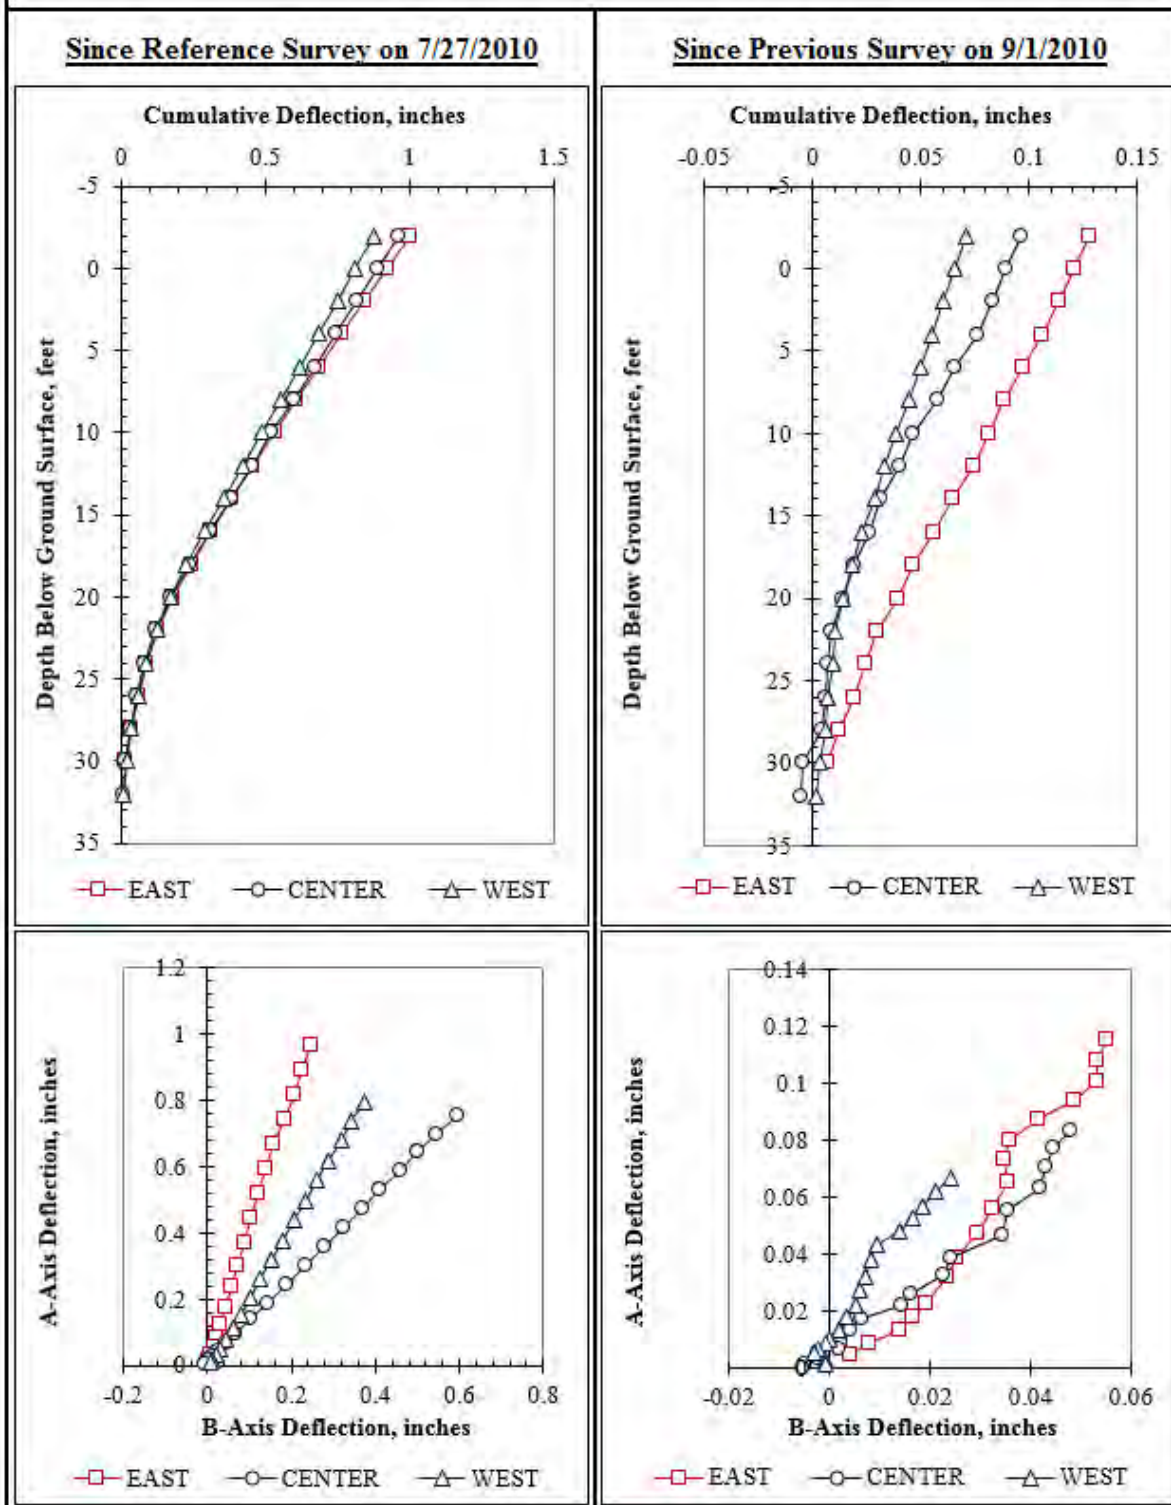 Since Reference Survey on 7/27/2010
Since Previous Survey on 9/1/2010
Cumulative Deflection, inches
0 0.5 1 1.5
-5
0
5
10
15
20
25
30
35
Depth Below Ground Surface, feet
EAST CENTER WEST
Cumulative Deflection, inches
-0.05 0 0.05 0.1 0.15
-5
0
5
10
15
20
25
30
35
Depth Below Ground Surface, feet
EAST CENTER WEST
1.2
1
0.8
0.6
0.4
0.2
0
A-Axis Deflection, inches
-0.2 0 0.2 0.4 0.6 0.8
B-Axis Deflection, inches
EAST CENTER WEST
0.14
0.12
0.1
0.08
0.06
0.04
0.02
0
A-Axis Deflection, inches
-0.02 0 0.02 0.04 0.06
B-Axis Deflection, inches
EAST CENTER WEST